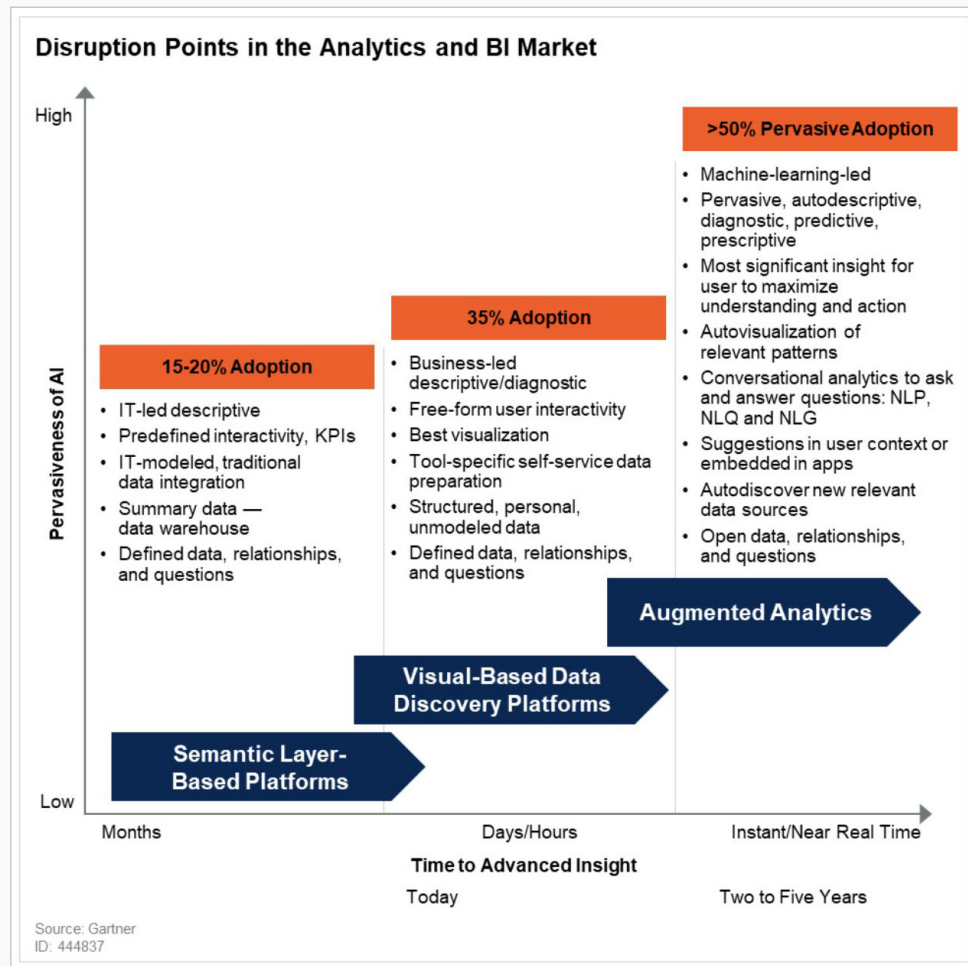 Disruption Points in the Analytics and BI Market
High
Pervasiveness of AI
Low
15-20% Adoption
• IT-led descriptive
• Predefined interactivity, KPIs
• IT-modeled, traditional
data integration
• Summary data —
data warehouse
• Defined data, relationships,
and questions
35% Adoption
• Business-led
descriptive/diagnostic
• Free-form user interactivity
• Best visualization
• Tool-specific self-service data
preparation
• Structured, personal,
unmodeled data
• Defined data, relationships,
and questions
>50% Pervasive Adoption
• Machine-learning-led
• Pervasive, autodescriptive,
diagnostic, predictive,
prescriptive
• Most significant insight for
user to maximize
understanding and action
• Autovisualization of
relevant patterns
• Conversational analytics to ask
and answer questions: NLP,
NLQ and NLG
• Suggestions in user context or
embedded in apps
• Autodiscover new relevant
data sources
• Open data, relationships,
and questions
Semantic Layer-
Based Platforms
Visual-Based Data
Discovery Platforms
Augmented Analytics
Months
Days/Hours
Instant/Near Real Time
Time to Advanced Insight
Today
Two to Five Years
Source: Gartner
ID: 444837